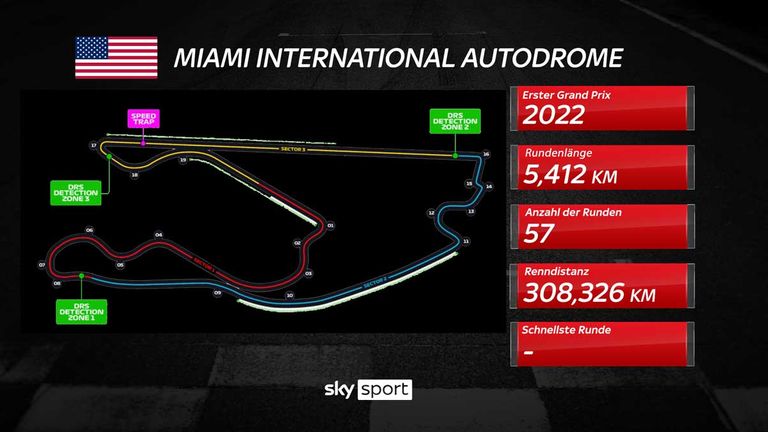 MIAMI INTERNATIONAL AUTODROME
SPEED
TRAP
DRS
DETECTION
ZONE 2
17
SECTOR 3
16
19
18
15
14
DRS
DETECTION
ZONE 3
12
13
01
06
04
02
11
07
05
SECTOR 1
03
SECTOR 2
08
09
10
DRS
DETECTION
ZONE 1
Erster Grand Prix
2022
Rundenlänge
5,412 KM
Anzahl der Runden
57
Renndistanz
308,326 KM
Schnellste Runde
-
sky sport